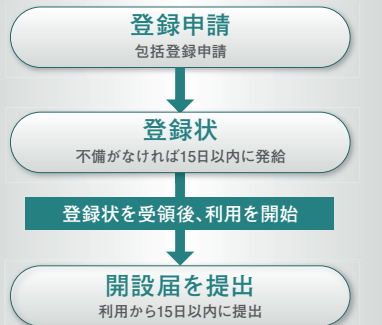 登録申請
包括登録申請
登録状
不備がなければ15日以内に発給
登録状を受領後、利用を開始
開設届を提出
利用から15日以内に提出